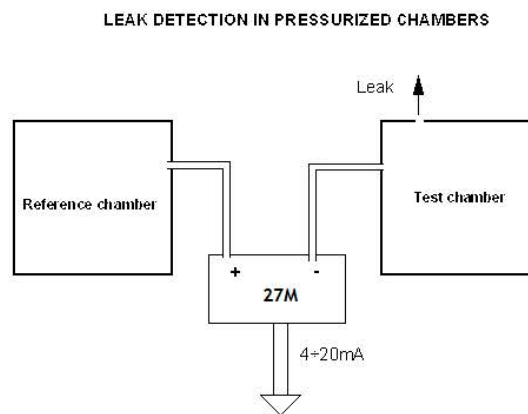 LEAK DETECTION IN PRESSURIZED CHAMBERS
Leak
Reference chamber
Test chamber
+ -
27M
4÷20mA